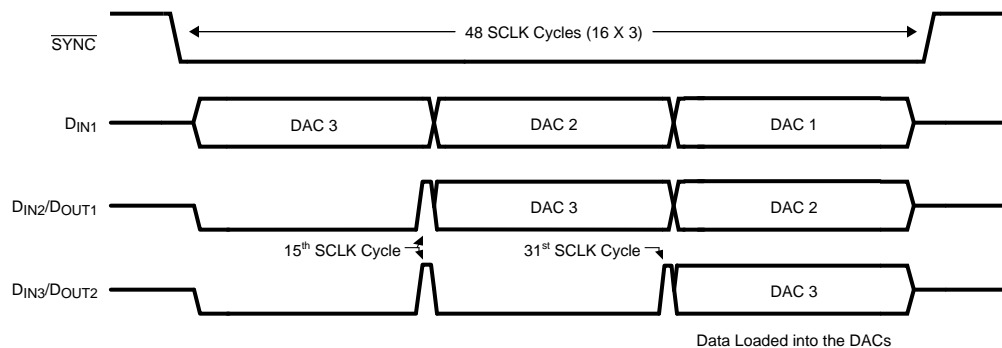 48 SCLK Cycles (16 X 3)
SYNC
DIN1
DAC 3
DAC 2
DAC 1
DIN2/DOUT1
DAC 3
DAC 2
15th SCLK Cycle
31st SCLK Cycle
DIN3/DOUT2
DAC 3
Data Loaded into the DACs